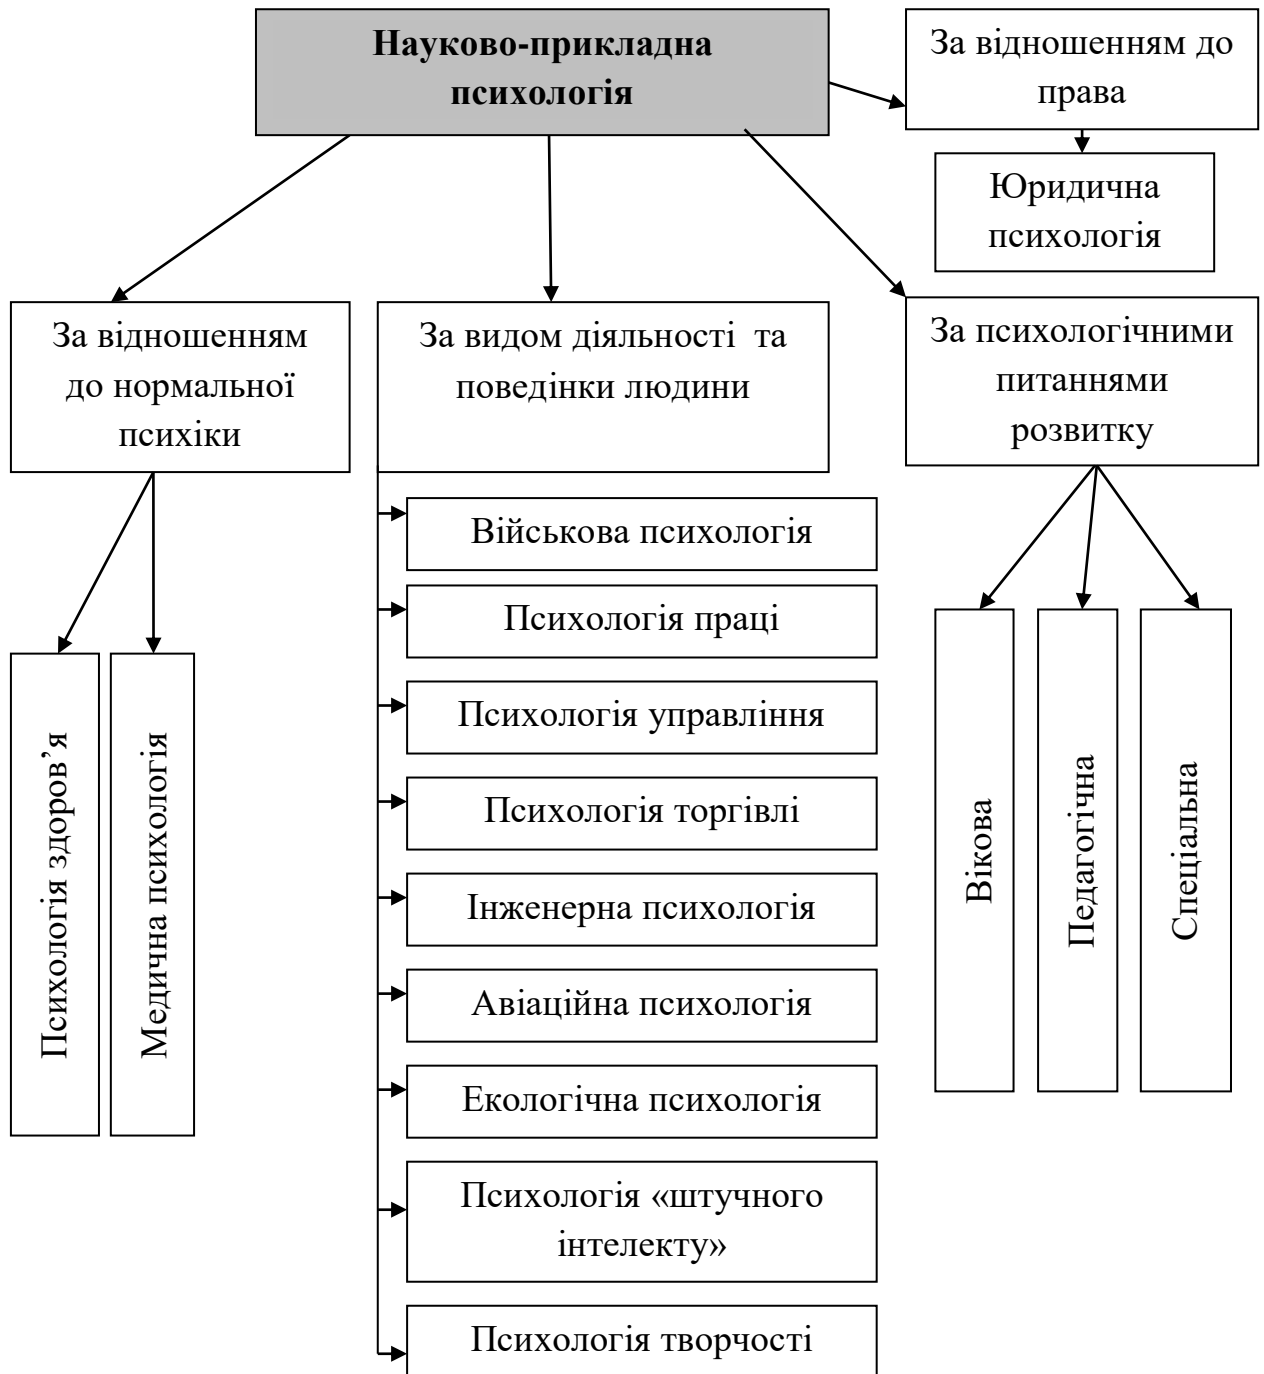 Науково-прикладна
психологія
За відношенням до
права
Юридична
психологія
За відношенням
до нормальної
психіки
За видом діяльності та
поведінки людини
За психологічними
питаннями
розвитку
Психологія здоров’я
Медична психологія
Військова психологія
Психологія праці
Психологія управління
Психологія торгівлі
Інженерна психологія
Авіаційна психологія
Екологічна психологія
Психологія «штучного
інтелекту»
Психологія творчості
Вікова
Педагогічна
Спеціальна